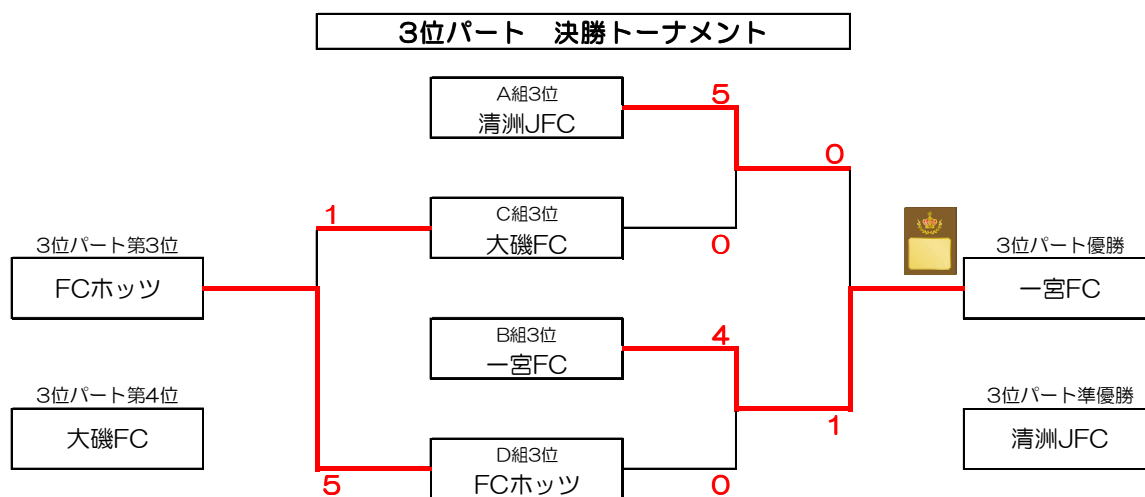 3位パート　決勝トーナメント
A組3位
清洲JFC
5
0
1
C組3位
大磯FC
0
3位パート第3位
FCホッツ
3位パート優勝
一宮FC
B組3位
一宮FC
4
3位パート第4位
大磯FC
1
3位パート準優勝
清洲JFC
D組3位
FCホッツ
5
0